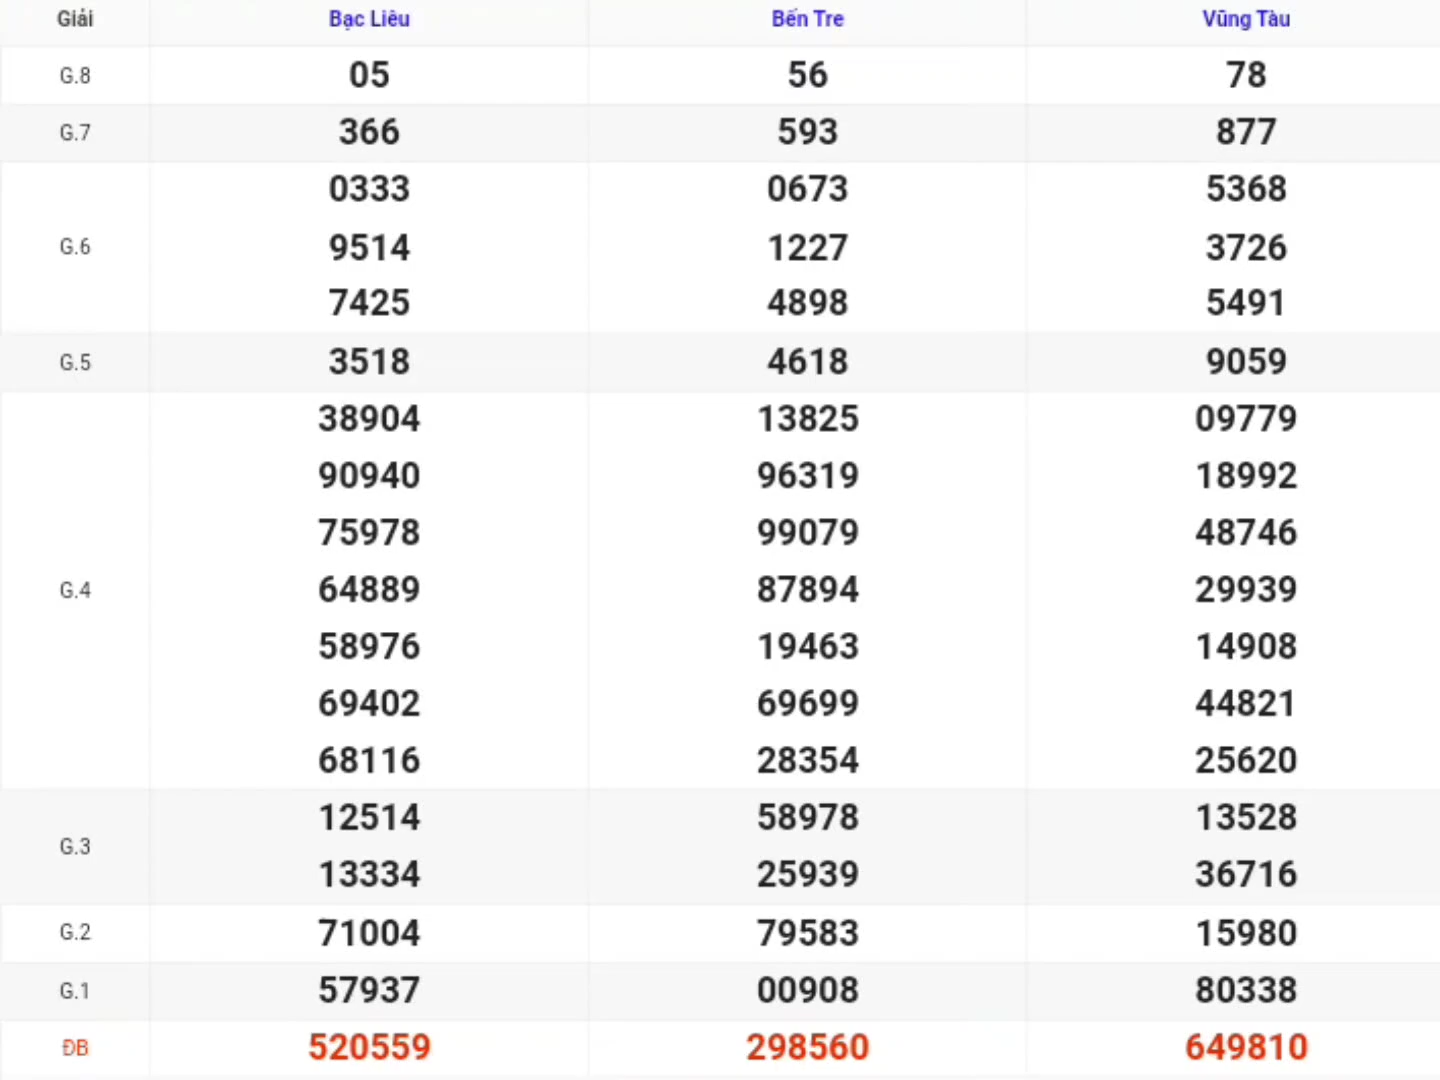 Giải Bạc Liêu Bến Tre Vũng Tàu
G.8 05 56 78
G.7 366 593 877
0333 0673 5368
G.6 9514 1227 3726
7425 4898 5491
G.5 3518 4618 9059
38904 13825 09779
90940 96319 18992
75978 99079 48746
G.4 64889 87894 29939
58976 19463 14908
69402 69699 44821
68116 28354 25620
12514 58978 13528
G.3
13334 25939 36716
G.2 71004 79583 15980
G.1 57937 00908 80338
ĐB 520559 298560 649810